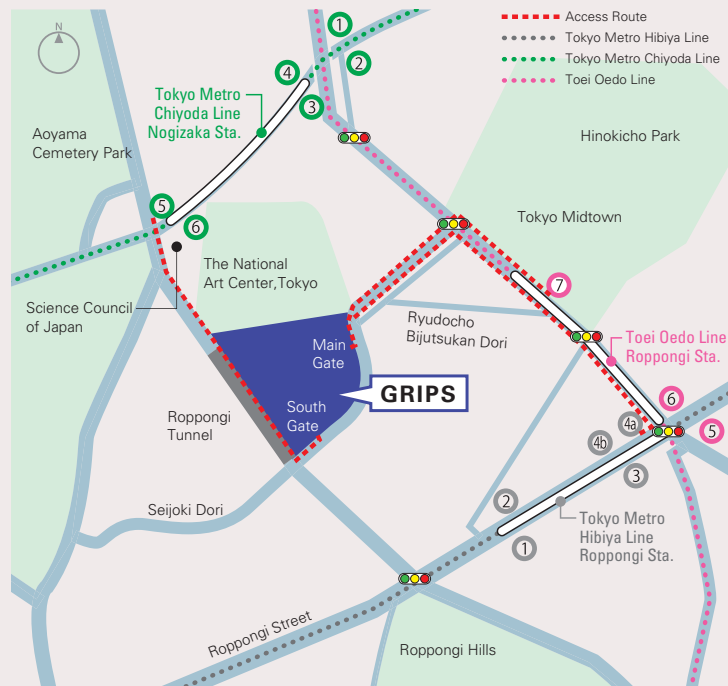 N
Access Route
Tokyo Metro Hibiya Line
Tokyo Metro Chiyoda Line
Toei Oedo Line
1
2
4
3
Tokyo Metro
Chiyoda Line
Nogizaka Sta.
Aoyama
Cemetery Park
Hinokicho Park
5
6
Tokyo Midtown
The National
Art Center,Tokyo
7
Science Council
of Japan
Ryudocho
Bijutsukan Dori
Main
Gate
Toei Oedo Line
Roppongi Sta.
GRIPS
South
Gate
Roppongi
Tunnel
6
4a
5
4b
3
2
1
Seijoki Dori
Tokyo Metro
Hibiya Line
Roppongi Sta.
Roppongi Street
Roppongi Hills